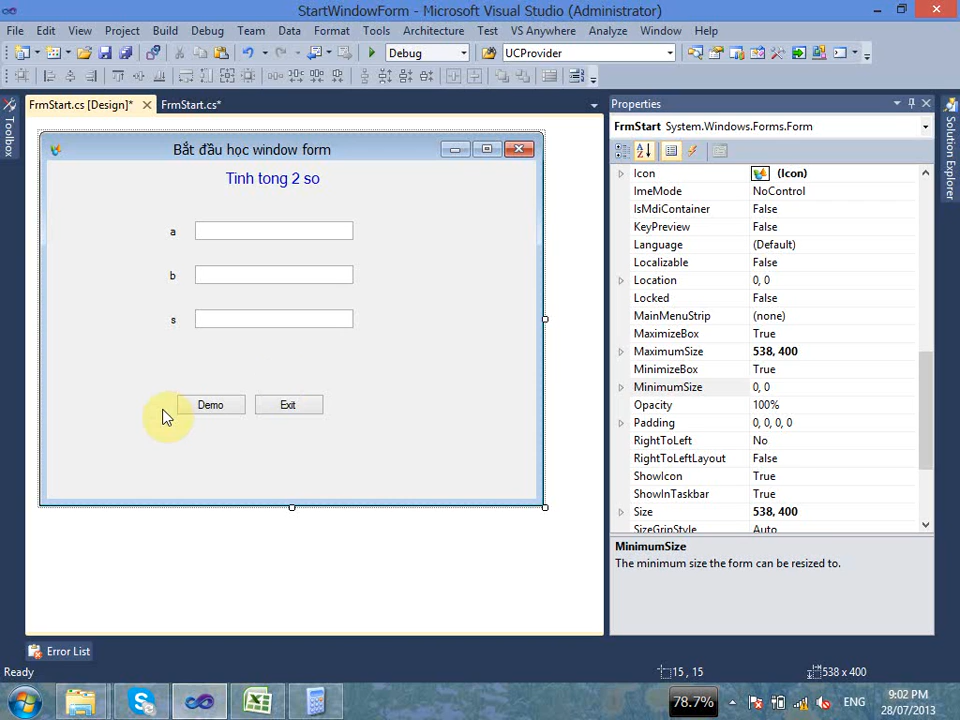 StartWindowForm - Microsoft Visual Studio (Administrator)
File Edit View Project Build Debug Team Data Format Tools Architecture Test VS Anywhere Analyze Window Help
Debug UCProvider
FrmStart.cs [Design]* FrmStart.cs*
Toolbox
Bắt đầu học window form
Tinh tong 2 so
a
b
s
Demo Exit
Properties
FrmStart System.Windows.Forms.Form
Icon (Icon)
ImeMode NoControl
IsMdiContainer False
KeyPreview False
Language (Default)
Localizable False
Location 0, 0
Locked False
MainMenuStrip (none)
MaximizeBox True
MaximumSize 538, 400
MinimizeBox True
MinimumSize 0, 0
Opacity 100%
Padding 0, 0, 0, 0
RightToLeft No
RightToLeftLayout False
ShowIcon True
ShowInTaskbar True
Size 538, 400
SizeGripStyle Auto
MinimumSize
The minimum size the form can be resized to.
Solution Explorer
Error List
Ready 15 , 15 538 x 400
78.7% ENG 9:02 PM
28/07/2013